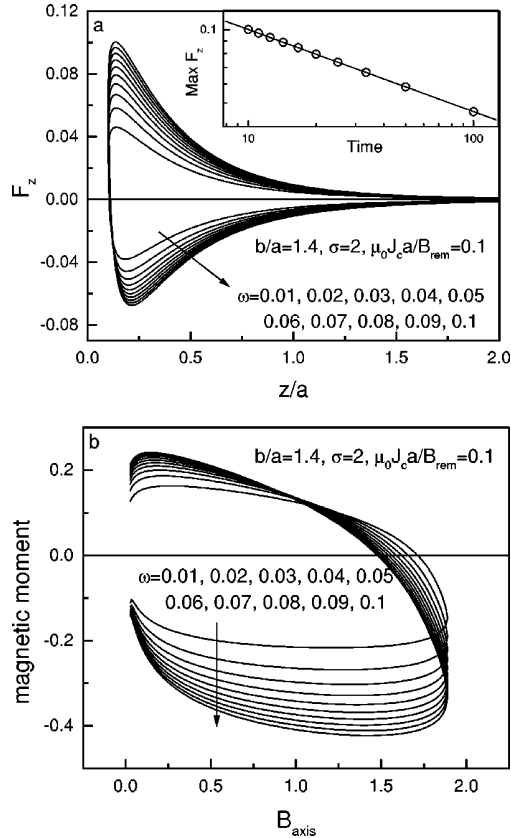 a
F_z
0.12
0.08
0.04
0.00
-0.04
-0.08
0.0 0.5 1.0 1.5 2.0
z/a
Max F_z
0.1
10 100
Time
b/a=1.4, σ=2, μ₀J_c a/B_rem=0.1
ω=0.01, 0.02, 0.03, 0.04, 0.05
0.06, 0.07, 0.08, 0.09, 0.1
b
magnetic moment
0.2
0.0
-0.2
-0.4
0.0 0.5 1.0 1.5 2.0
B_axis
b/a=1.4, σ=2, μ₀J_c a/B_rem=0.1
ω=0.01, 0.02, 0.03, 0.04, 0.05
0.06, 0.07, 0.08, 0.09, 0.1